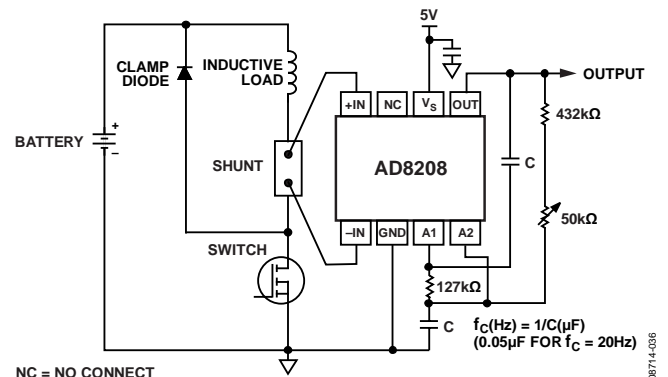 5V
CLAMP
DIODE
INDUCTIVE
LOAD
OUTPUT
+IN
NC
VS
OUT
432kΩ
BATTERY
+
–
SHUNT
AD8208
C
50kΩ
–IN
GND
A1
A2
SWITCH
127kΩ
C
fC(Hz) = 1/C(µF)
(0.05µF FOR fC = 20Hz)
NC = NO CONNECT
08714-036